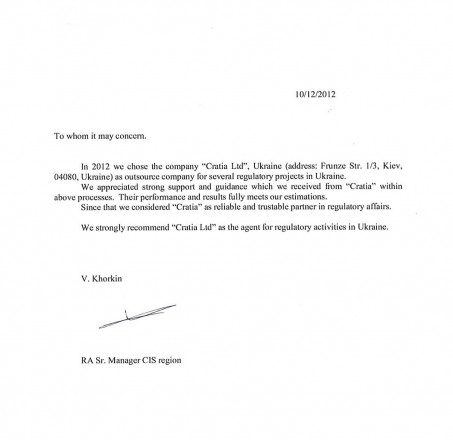 10/12/2012
To whom it may concern.
In 2012 we chose the company “Cratia Ltd”, Ukraine (address: Frunze Str. 1/3, Kiev,
04080, Ukraine) as outsource company for several regulatory projects in Ukraine.
We appreciated strong support and guidance which we received from “Cratia” within
above processes. Their performance and results fully meet our estimations.
Since that we considered “Cratia” as reliable and trustable partner in regulatory affairs.
We strongly recommend “Cratia Ltd” as the agent for regulatory activities in Ukraine.
V. Khorkin
RA Sr. Manager CIS region